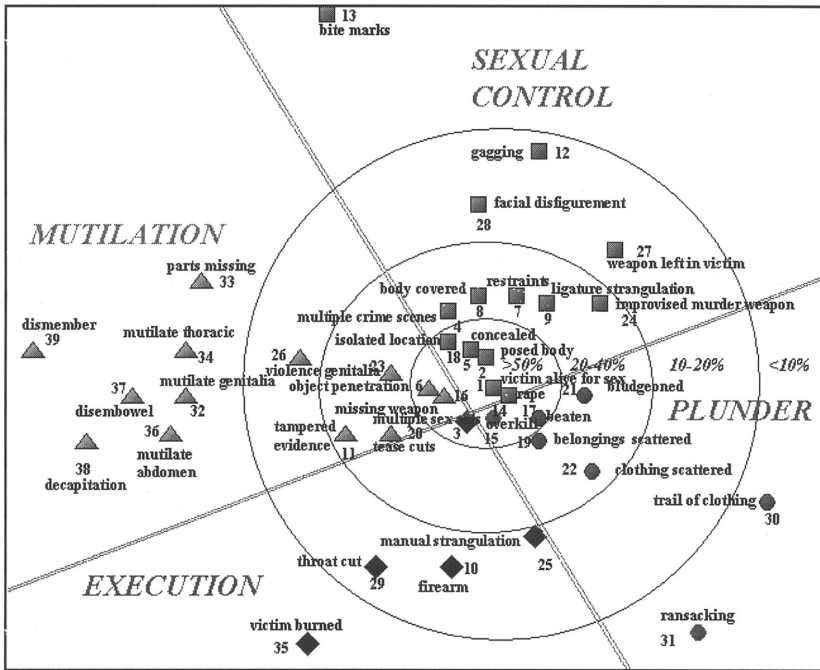 13
bite marks
SEXUAL
CONTROL
gagging 12
facial disfigurement
28
27
weapon left in victim
MUTILATION
parts missing
33
body covered
restraints
ligature strangulation
8
7
9
improvised murder weapon
24
multiple crime scenes
4
dismember
39
mutilate thoracic
34
isolated location
18
concealed
5
posed body
2
>50%
20-40%
10-20%
<10%
26
violence genitalia
23
object penetration
6
1
victim alive for sex
rape
14
21
bludgeoned
37
disembowel
mutilate genitalia
32
missing weapon
16
17
beaten
PLUNDER
multiple sex
3
overkill
15
36
mutilate
abdomen
38
decapitation
tampered
evidence
11
20
tease cuts
19
belongings scattered
22
clothing scattered
trail of clothing
30
manual strangulation
25
EXECUTION
throat cut
29
10
firearm
victim burned
35
ransacking
31